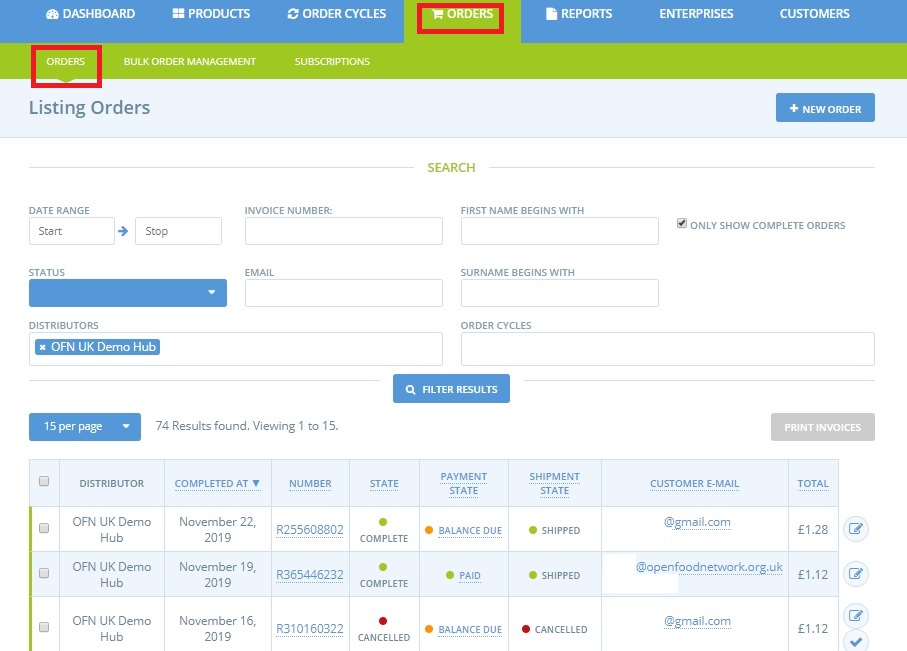 DASHBOARD PRODUCTS ORDER CYCLES ORDERS REPORTS ENTERPRISES CUSTOMERS
ORDERS BULK ORDER MANAGEMENT SUBSCRIPTIONS
Listing Orders
+ NEW ORDER
SEARCH
DATE RANGE INVOICE NUMBER: FIRST NAME BEGINS WITH
Start Stop ONLY SHOW COMPLETE ORDERS
STATUS EMAIL SURNAME BEGINS WITH
DISTRIBUTORS ORDER CYCLES
× OFN UK Demo Hub
FILTER RESULTS
15 per page 74 Results found. Viewing 1 to 15. PRINT INVOICES
DISTRIBUTOR COMPLETED AT ▼ NUMBER STATE PAYMENT STATE SHIPMENT STATE CUSTOMER E-MAIL TOTAL
OFN UK Demo Hub November 22, 2019 R255608802 COMPLETE BALANCE DUE SHIPPED @gmail.com £1.28
OFN UK Demo Hub November 19, 2019 R365446232 COMPLETE PAID SHIPPED @openfoodnetwork.org.uk £1.12
OFN UK Demo Hub November 16, 2019 R310160322 CANCELLED BALANCE DUE CANCELLED @gmail.com £1.12